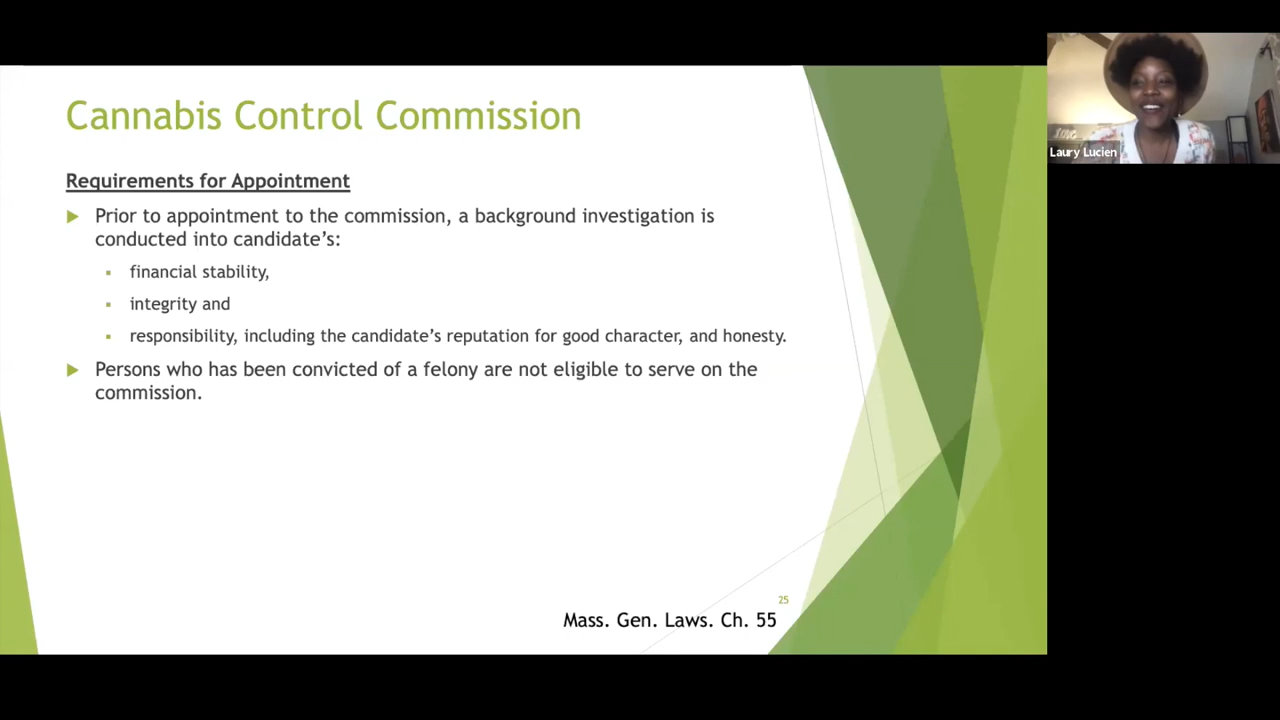 Cannabis Control Commission
Requirements for Appointment
Prior to appointment to the commission, a background investigation is
conducted into candidate's:
financial stability,
integrity and
responsibility, including the candidate's reputation for good character, and honesty.
Persons who has been convicted of a felony are not eligible to serve on the
commission.
25
Mass. Gen. Laws. Ch. 55
Laury Lucien